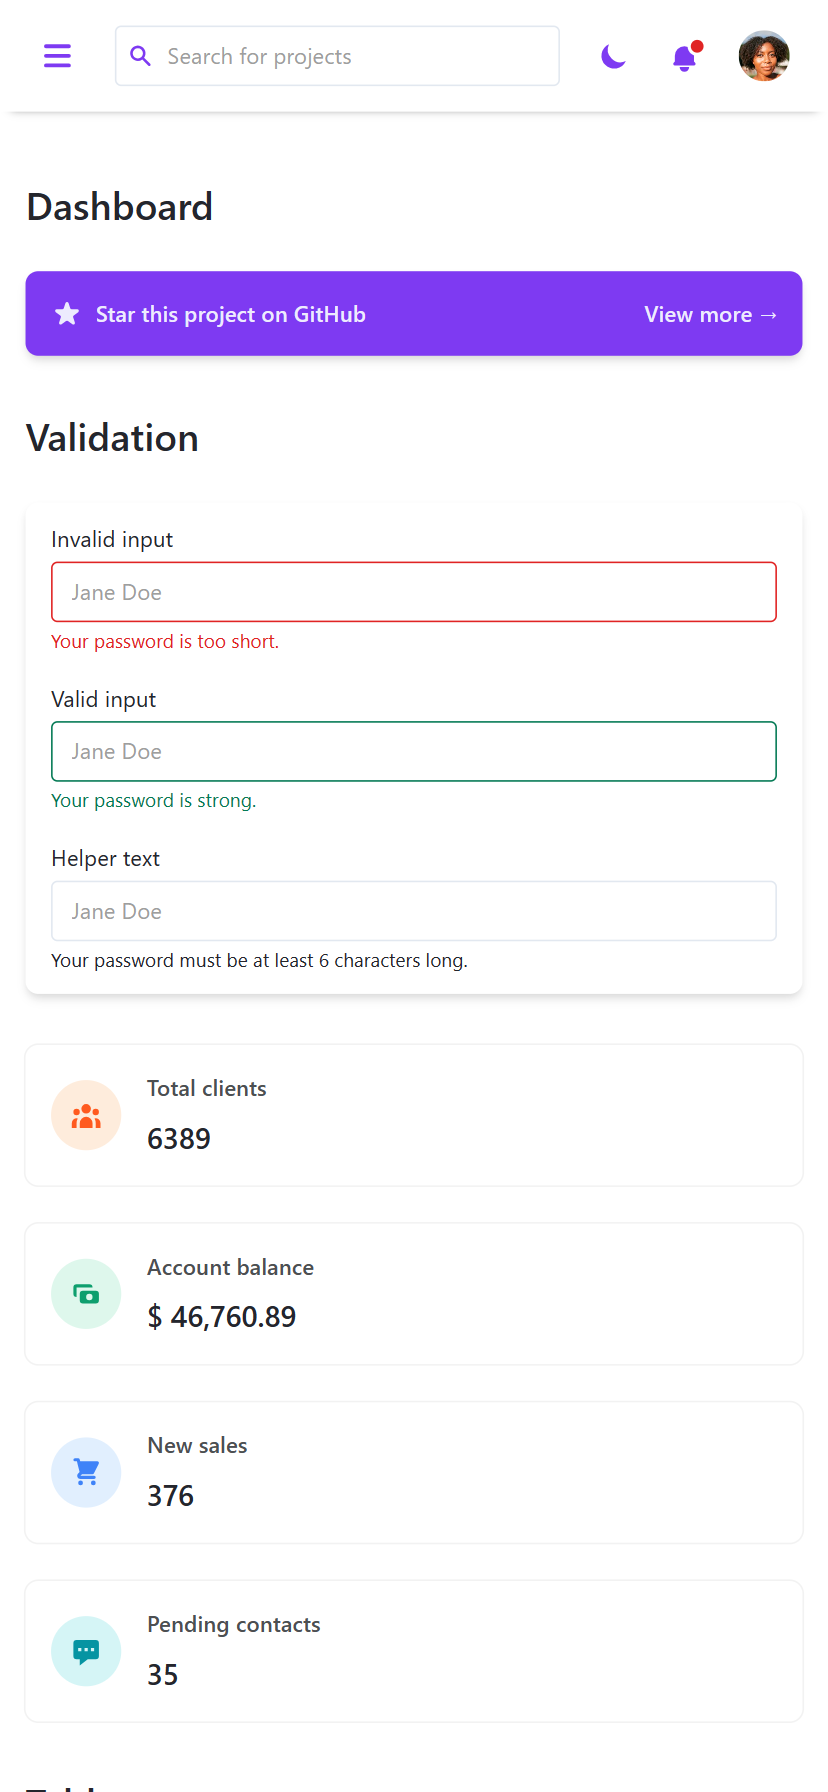 Search for projects
Dashboard
Star this project on GitHub
View more →
Validation
Invalid input
Jane Doe
Your password is too short.
Valid input
Jane Doe
Your password is strong.
Helper text
Jane Doe
Your password must be at least 6 characters long.
Total clients
6389
Account balance
$ 46,760.89
New sales
376
Pending contacts
35